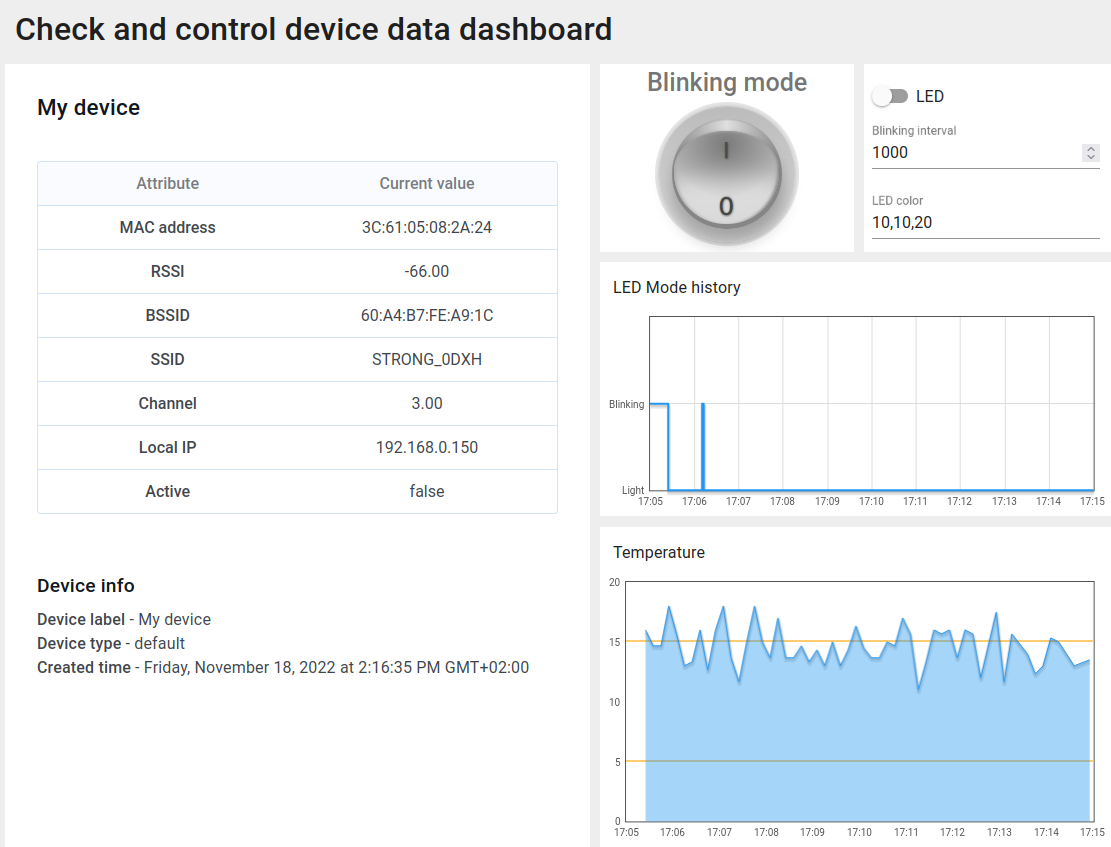 Check and control device data dashboard
My device
Attribute Current value
MAC address 3C:61:05:08:2A:24
RSSI -66.00
BSSID 60:A4:B7:FE:A9:1C
SSID STRONG_0DXH
Channel 3.00
Local IP 192.168.0.150
Active false
Device info
Device label - My device
Device type - default
Created time - Friday, November 18, 2022 at 2:16:35 PM GMT+02:00
Blinking mode
I
0
LED
Blinking interval
1000
LED color
10,10,20
LED Mode history
Blinking
Light
17:05 17:06 17:07 17:08 17:09 17:10 17:11 17:12 17:13 17:14 17:15
Temperature
20
15
10
5
0
17:05 17:06 17:07 17:08 17:09 17:10 17:11 17:12 17:13 17:14 17:15